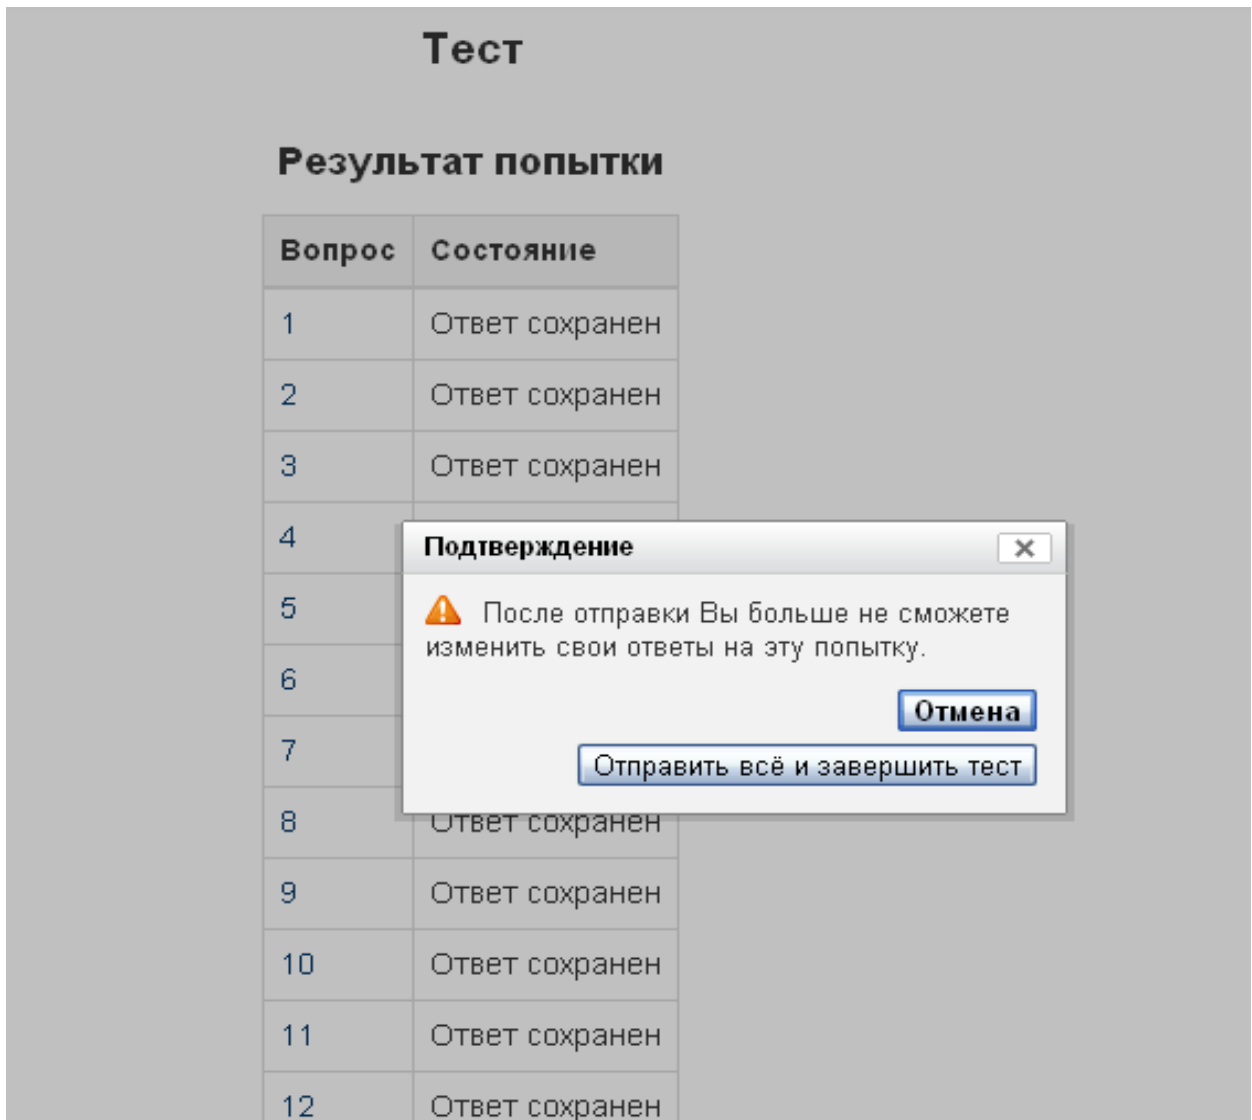 Тест
Результат попытки
Вопрос Состояние
1 Ответ сохранен
2 Ответ сохранен
3 Ответ сохранен
4
5
6
7
8 Ответ сохранен
9 Ответ сохранен
10 Ответ сохранен
11 Ответ сохранен
12 Ответ сохранен
Подтверждение
После отправки Вы больше не сможете
изменить свои ответы на эту попытку.
Отмена
Отправить всё и завершить тест